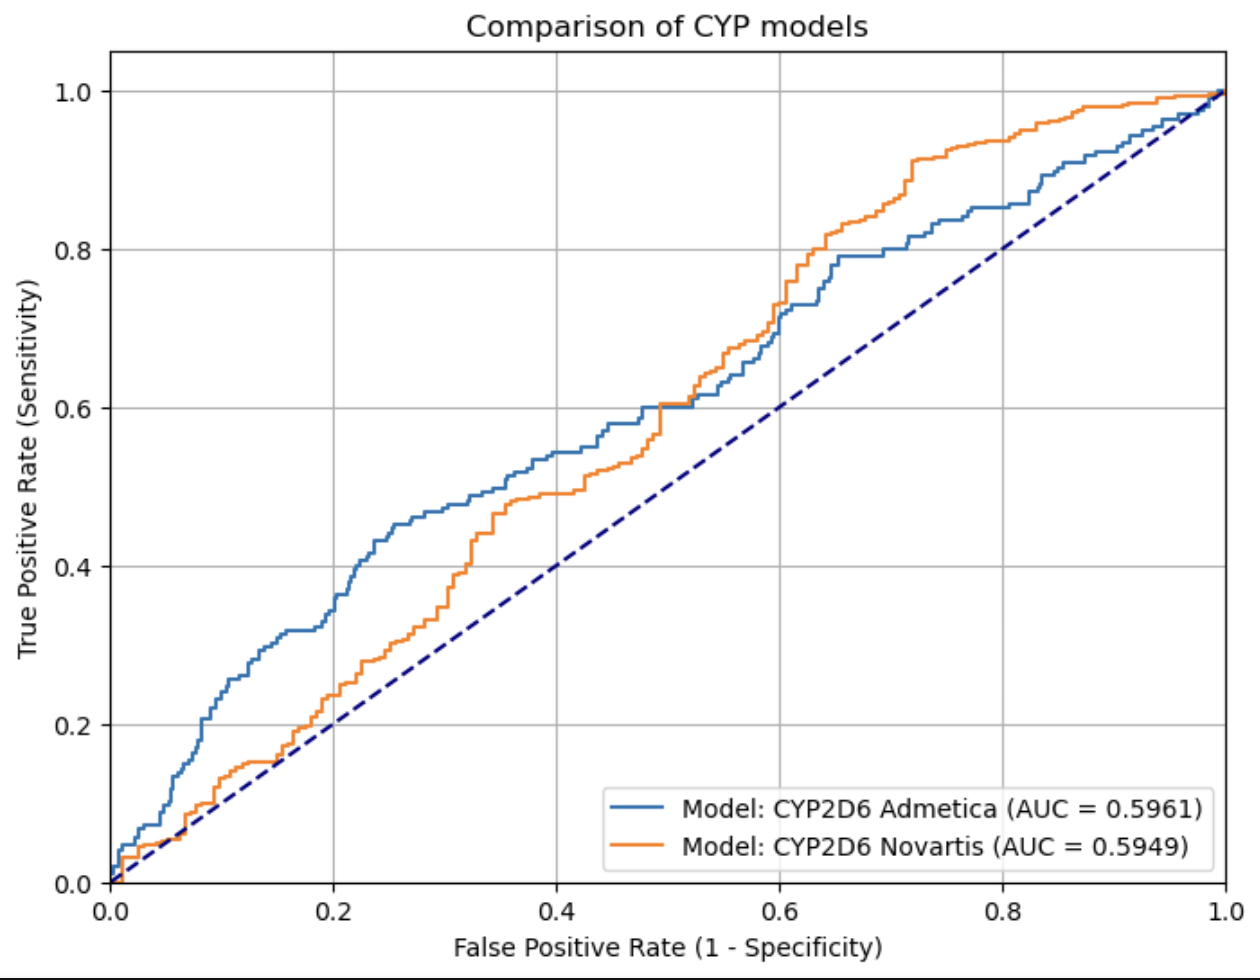 Comparison of CYP models
True Positive Rate (Sensitivity)
1.0
0.8
0.6
0.4
0.2
0.0
Model: CYP2D6 Admetica (AUC = 0.5961)
Model: CYP2D6 Novartis (AUC = 0.5949)
0.0 0.2 0.4 0.6 0.8 1.0
False Positive Rate (1 - Specificity)